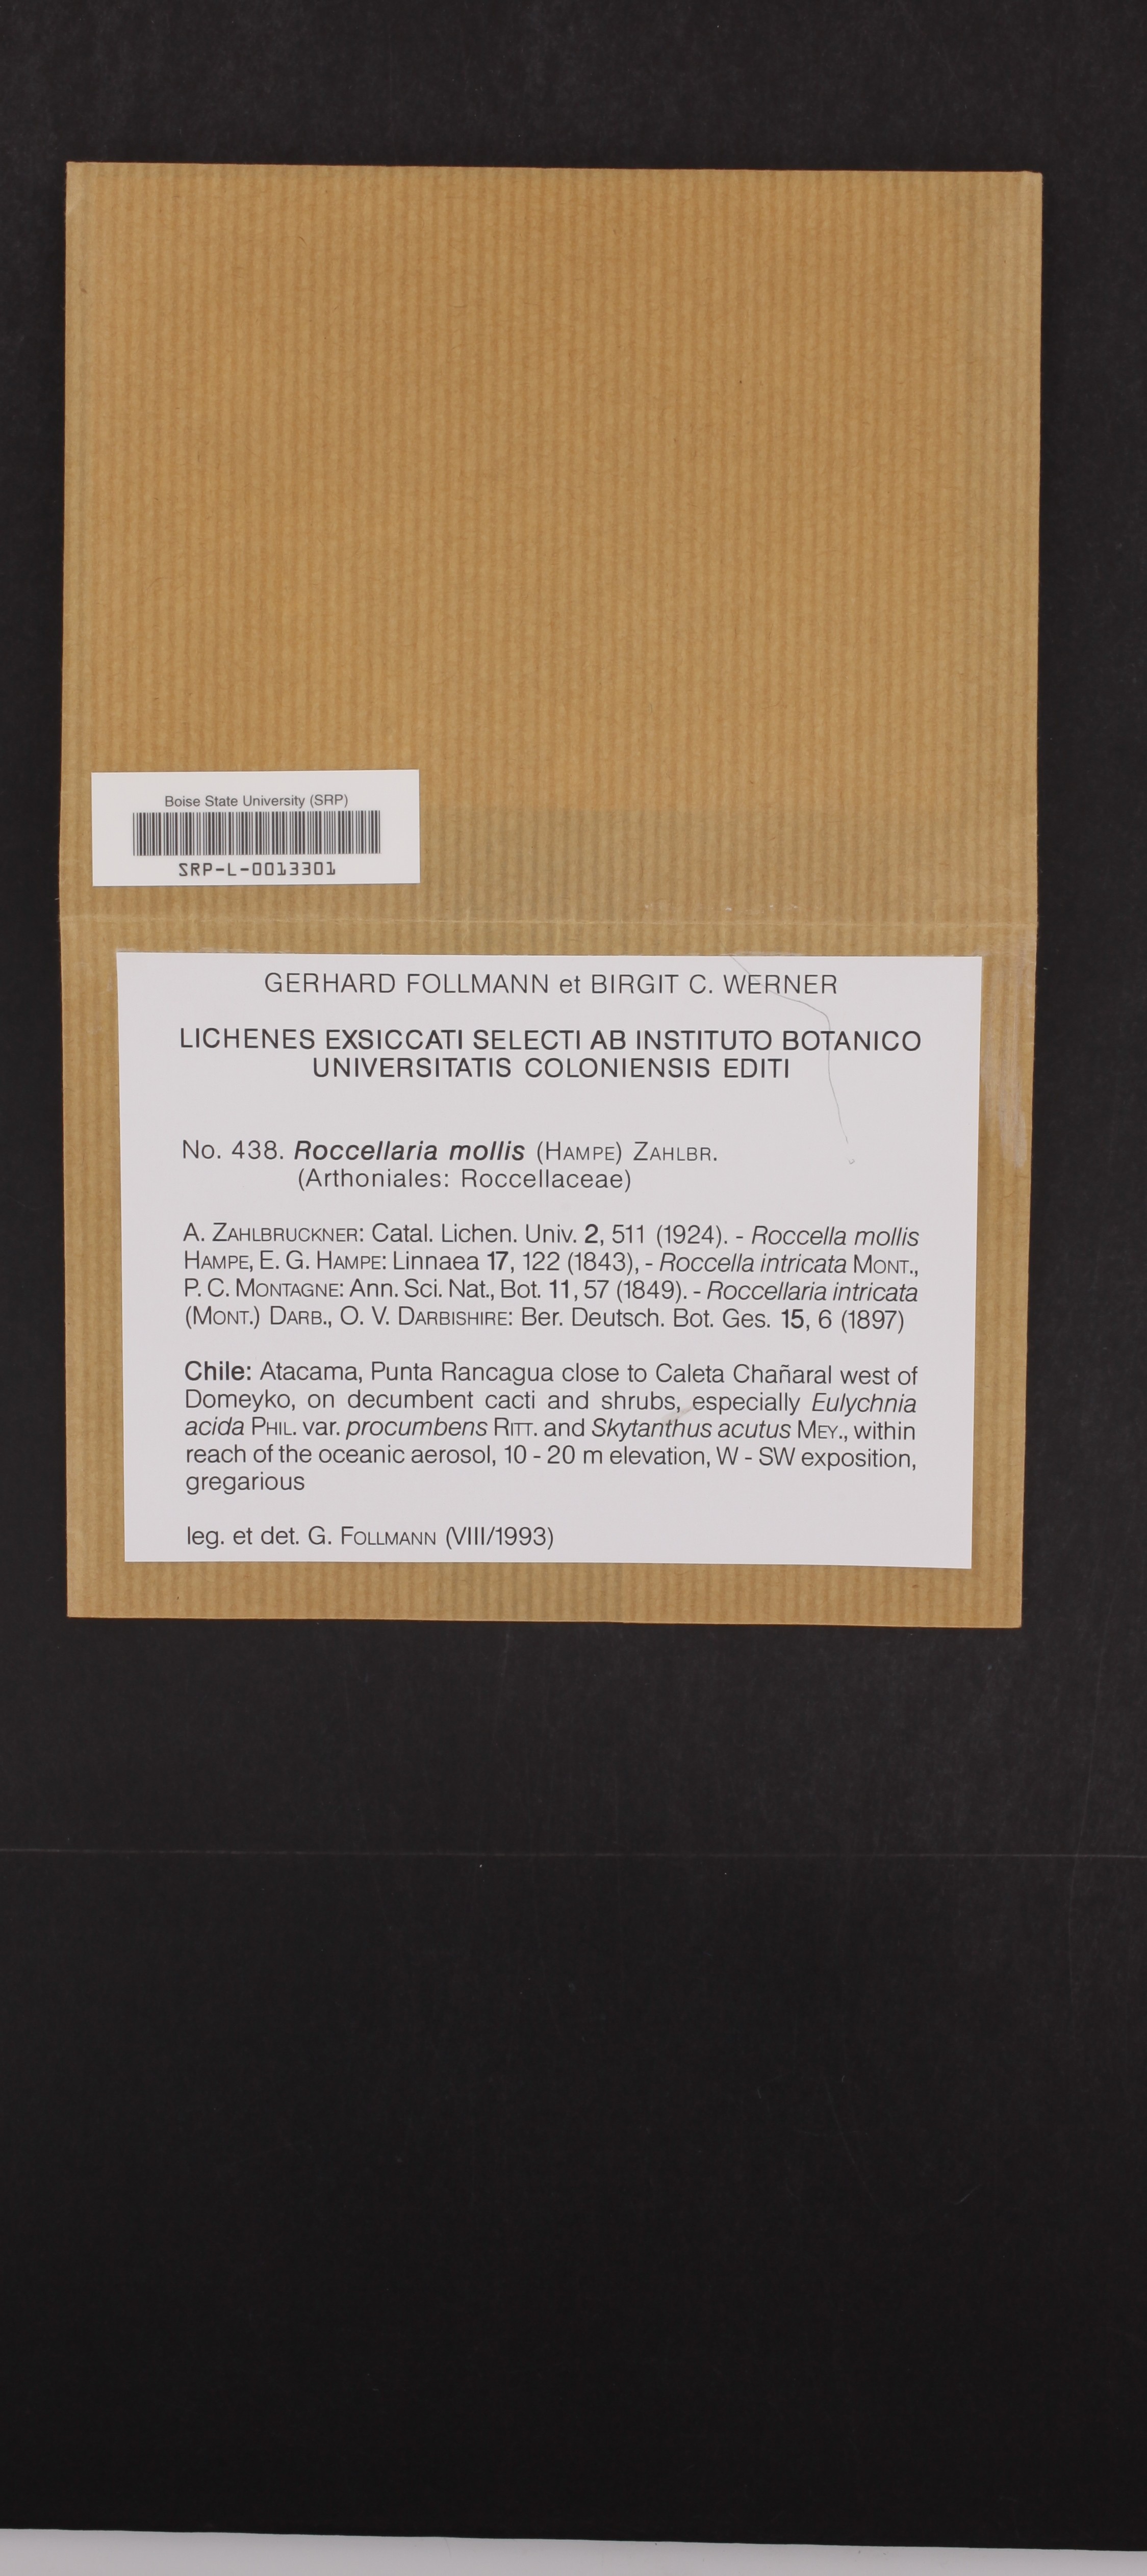 Boise State University (SRP)
SRP-L-0013301
GERHARD FOLLMANN et BIRGIT C. WERNER
LICHENES EXSICCATI SELECTI AB INSTITUTO BOTANICO
UNIVERSITATIS COLONIENSIS EDITI
No. 438. Roccellaria mollis (HAMPE) ZAHLBR.
(Arthoniales: Roccellaceae)
A. ZAHLBRUCKNER: Catal. Lichen. Univ. 2, 511 (1924). - Roccella mollis
HAMPE, E. G. HAMPE: Linnaea 17, 122 (1843), - Roccella intricata MONT.,
P. C. MONTAGNE: Ann. Sci. Nat., Bot. 11, 57 (1849). - Roccellaria intricata
(MONT.) DARB., O. V. DARBISHIRE: Ber. Deutsch. Bot. Ges. 15, 6 (1897)
Chile: Atacama, Punta Rancagua close to Caleta Chañaral west of
Domeyko, on decumbent cacti and shrubs, especially Eulychnia
acida PHIL. var. procumbens RITT. and Skytanthus acutus MEY., within
reach of the oceanic aerosol, 10 - 20 m elevation, W - SW exposition,
gregarious
leg. et det. G. FOLLMANN (VIII/1993)